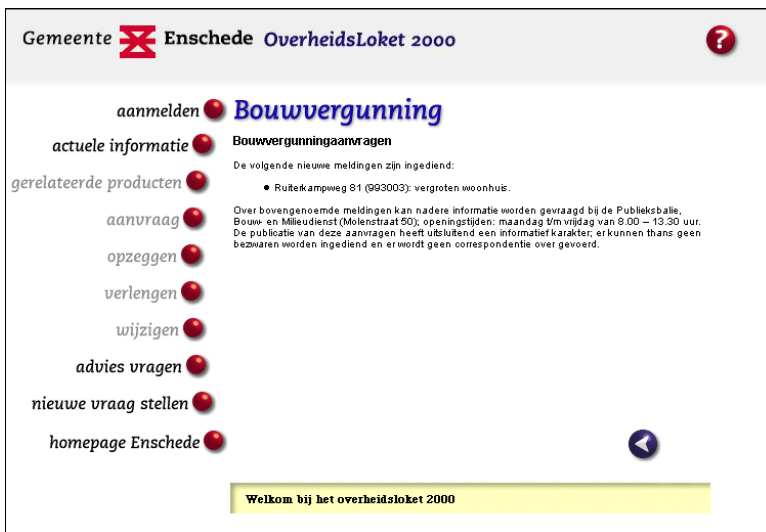 Gemeente Enschede OverheidsLoket 2000
?
aanmelden
actuele informatie
gerelateerde producten
aanvraag
opzeggen
verlengen
wijzigen
advies vragen
nieuwe vraag stellen
homepage Enschede
Bouwvergunning
Bouwvergunningaanvragen
De volgende nieuwe meldingen zijn ingediend:
● Ruiterkampweg 81 (993003): vergroten woonhuis.
Over bovengenoemde meldingen kan nadere informatie worden gevraagd bij de Publieksbalie,
Bouw- en Milieudienst (Molenstraat 50); openingstijden: maandag t/m vrijdag van 8.00 – 13.30 uur.
De publicatie van deze aanvragen heeft uitsluitend een informatief karakter; er kunnen thans geen
bezwaren worden ingediend en er wordt geen correspondentie over gevoerd.
Welkom bij het overheidsloket 2000